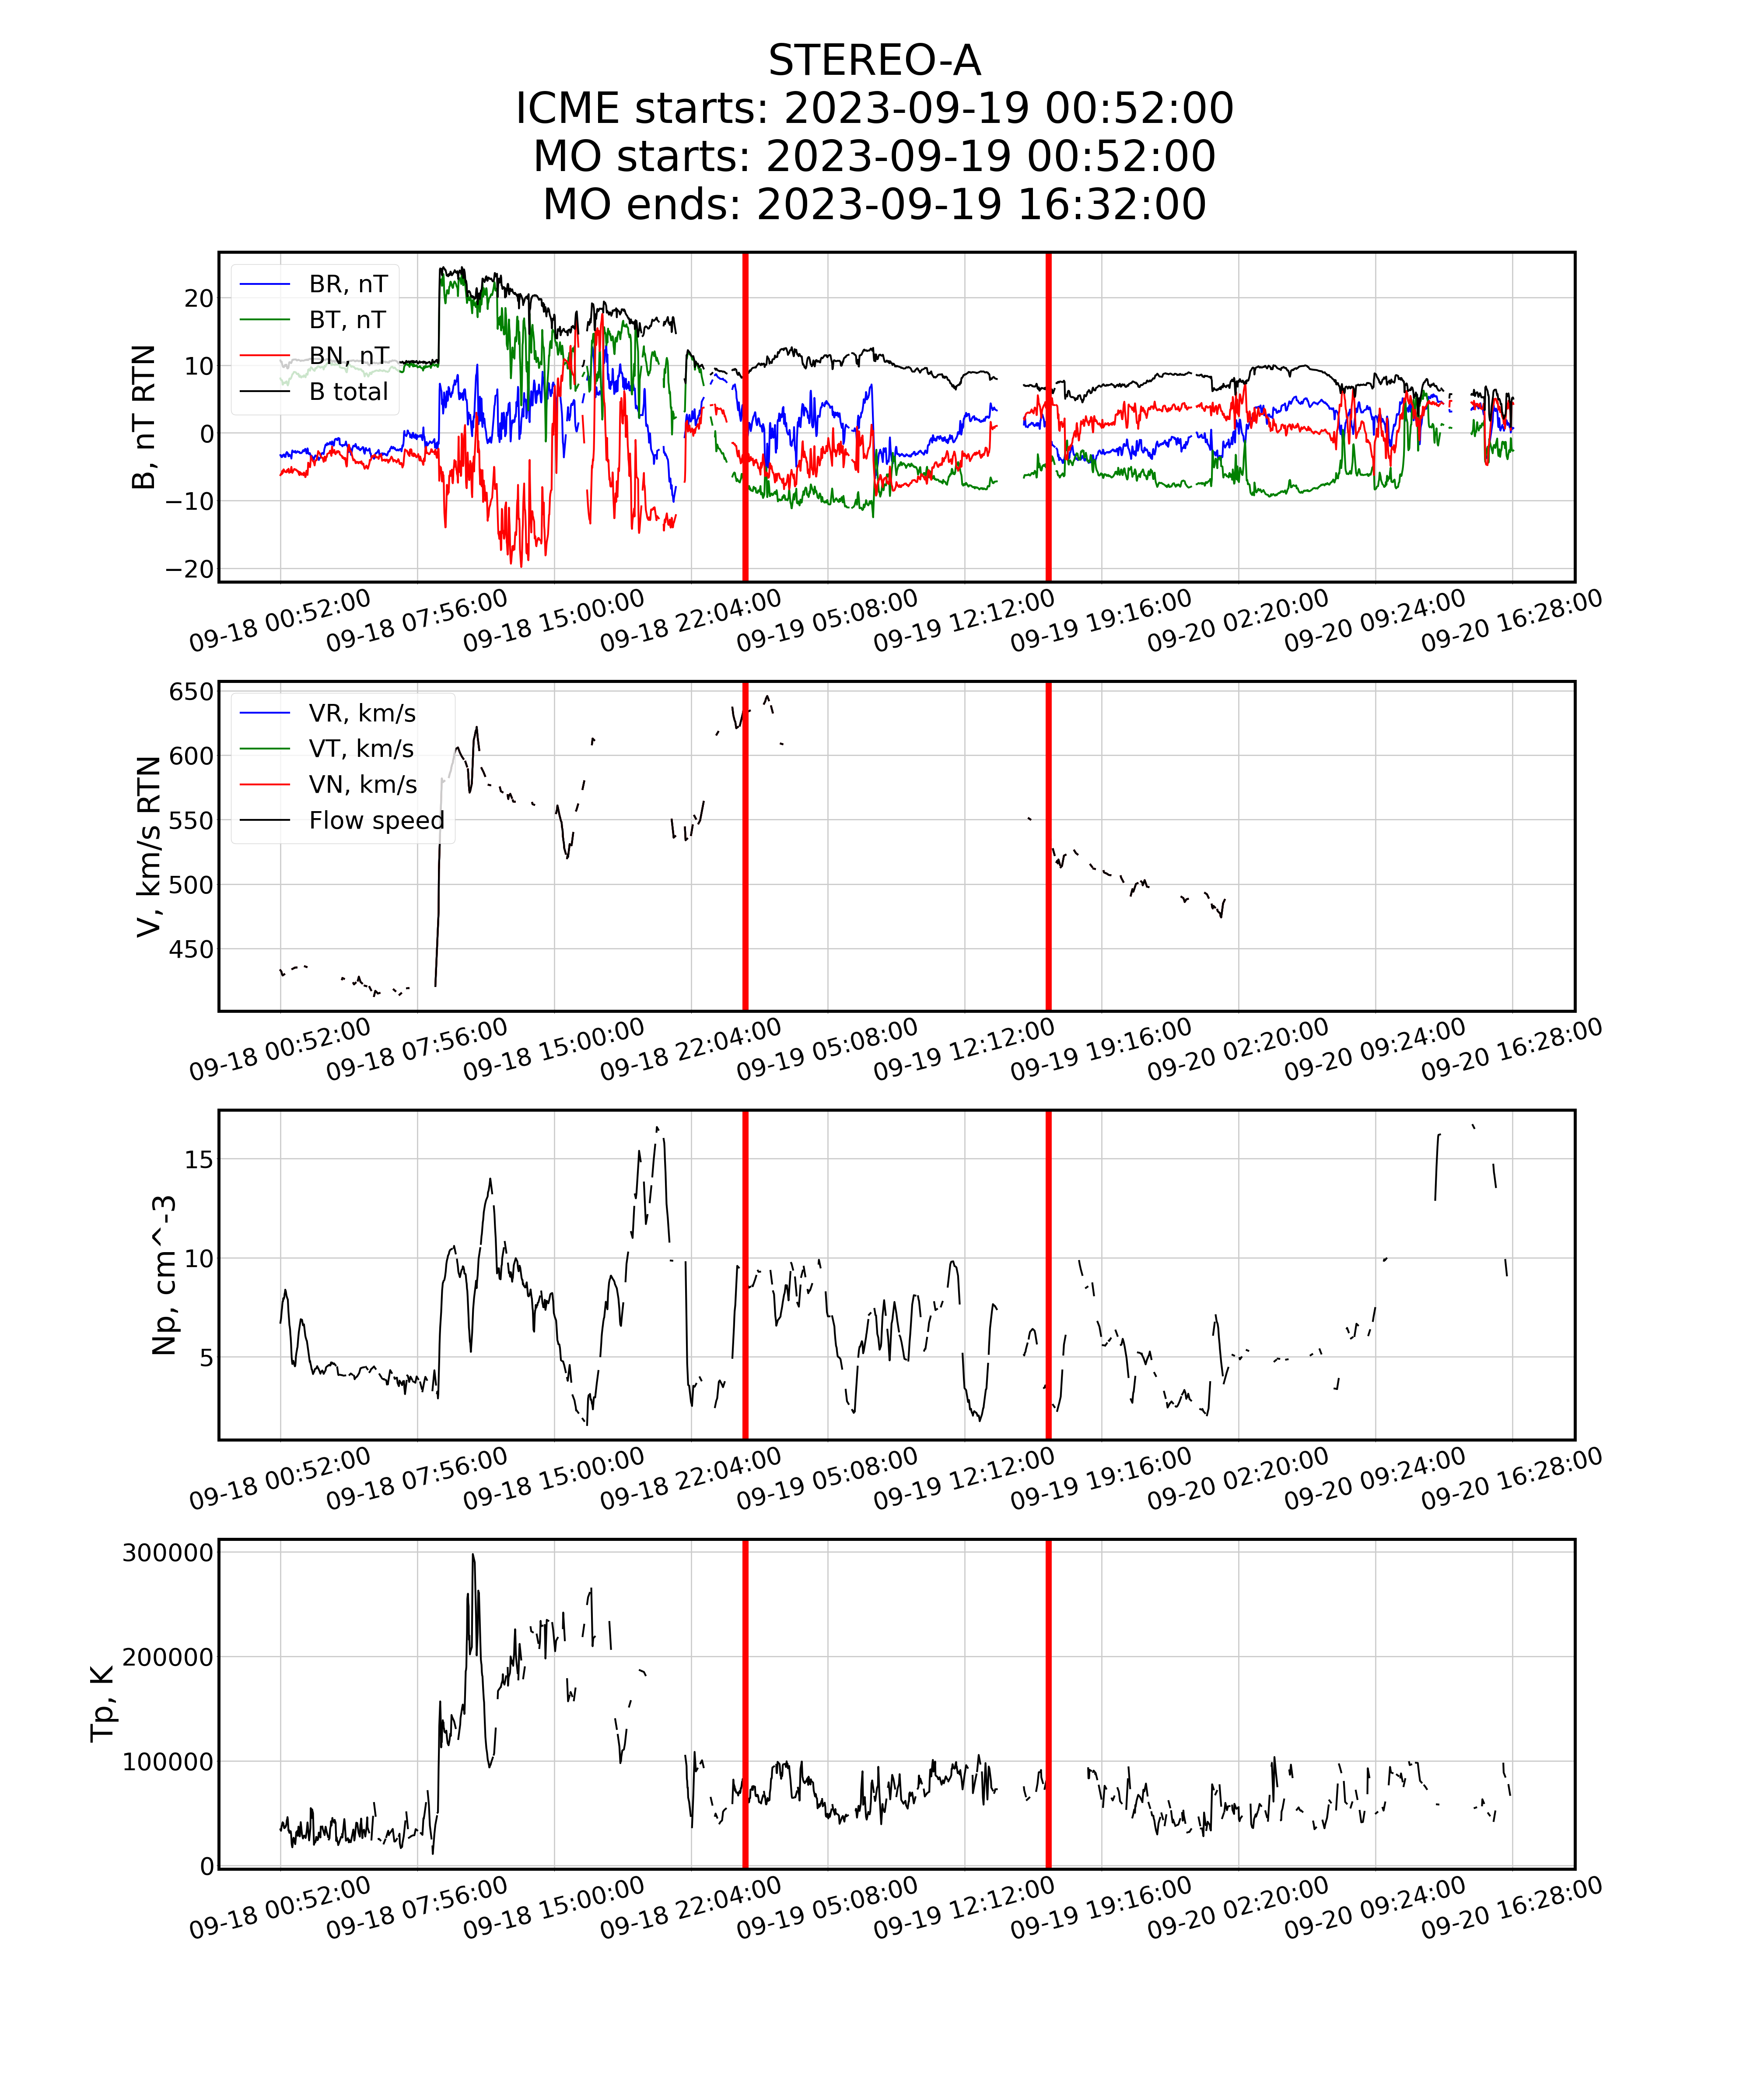 STEREO-A
ICME starts: 2023-09-19 00:52:00
MO starts: 2023-09-19 00:52:00
MO ends: 2023-09-19 16:32:00
B, nT RTN
20
10
0
−10
−20
BR, nT
BT, nT
BN, nT
B total
09-18 00:52:00 09-18 07:56:00 09-18 15:00:00 09-18 22:04:00 09-19 05:08:00 09-19 12:12:00 09-19 19:16:00 09-20 02:20:00 09-20 09:24:00 09-20 16:28:00
V, km/s RTN
650
600
550
500
450
VR, km/s
VT, km/s
VN, km/s
Flow speed
09-18 00:52:00 09-18 07:56:00 09-18 15:00:00 09-18 22:04:00 09-19 05:08:00 09-19 12:12:00 09-19 19:16:00 09-20 02:20:00 09-20 09:24:00 09-20 16:28:00
Np, cm^-3
15
10
5
09-18 00:52:00 09-18 07:56:00 09-18 15:00:00 09-18 22:04:00 09-19 05:08:00 09-19 12:12:00 09-19 19:16:00 09-20 02:20:00 09-20 09:24:00 09-20 16:28:00
Tp, K
300000
200000
100000
0
09-18 00:52:00 09-18 07:56:00 09-18 15:00:00 09-18 22:04:00 09-19 05:08:00 09-19 12:12:00 09-19 19:16:00 09-20 02:20:00 09-20 09:24:00 09-20 16:28:00